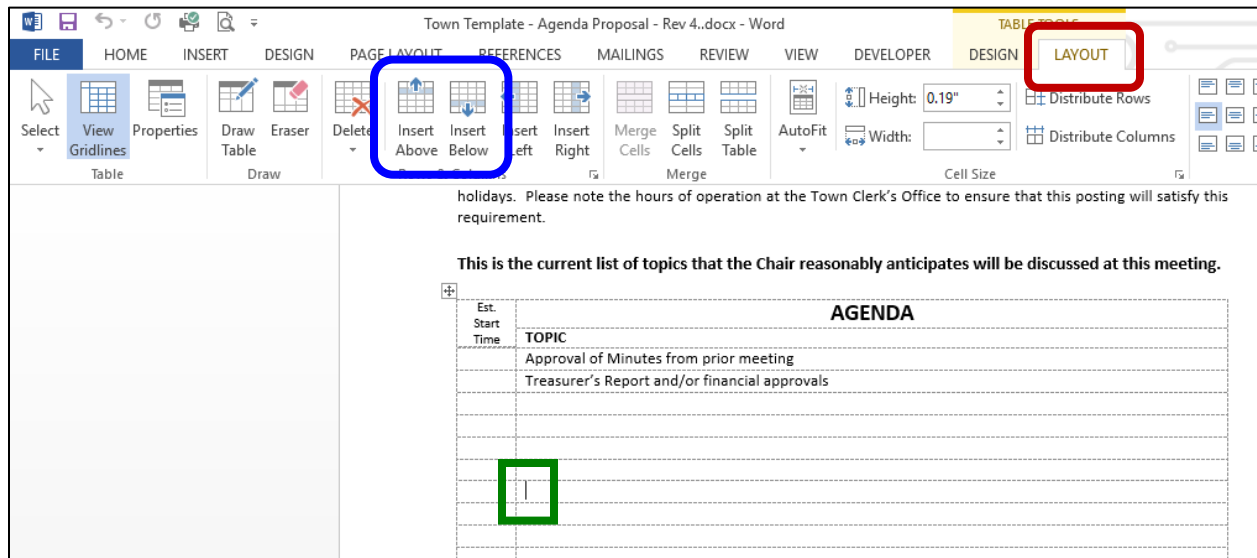 Town Template - Agenda Proposal - Rev 4..docx - Word
TABLE TOOLS
FILE HOME INSERT DESIGN PAGE LAYOUT REFERENCES MAILINGS REVIEW VIEW DEVELOPER DESIGN LAYOUT
Select
View
Gridlines
Properties
Table
Draw
Table
Eraser
Draw
Delete
Insert
Above
Insert
Below
Insert
Left
Insert
Right
Rows & Columns
Merge
Cells
Split
Cells
Split
Table
Merge
AutoFit
Height: 0.19"
Width:
Distribute Rows
Distribute Columns
Cell Size
holidays. Please note the hours of operation at the Town Clerk's Office to ensure that this posting will satisfy this
requirement.
This is the current list of topics that the Chair reasonably anticipates will be discussed at this meeting.
Est.
Start
Time
AGENDA
TOPIC
Approval of Minutes from prior meeting
Treasurer's Report and/or financial approvals